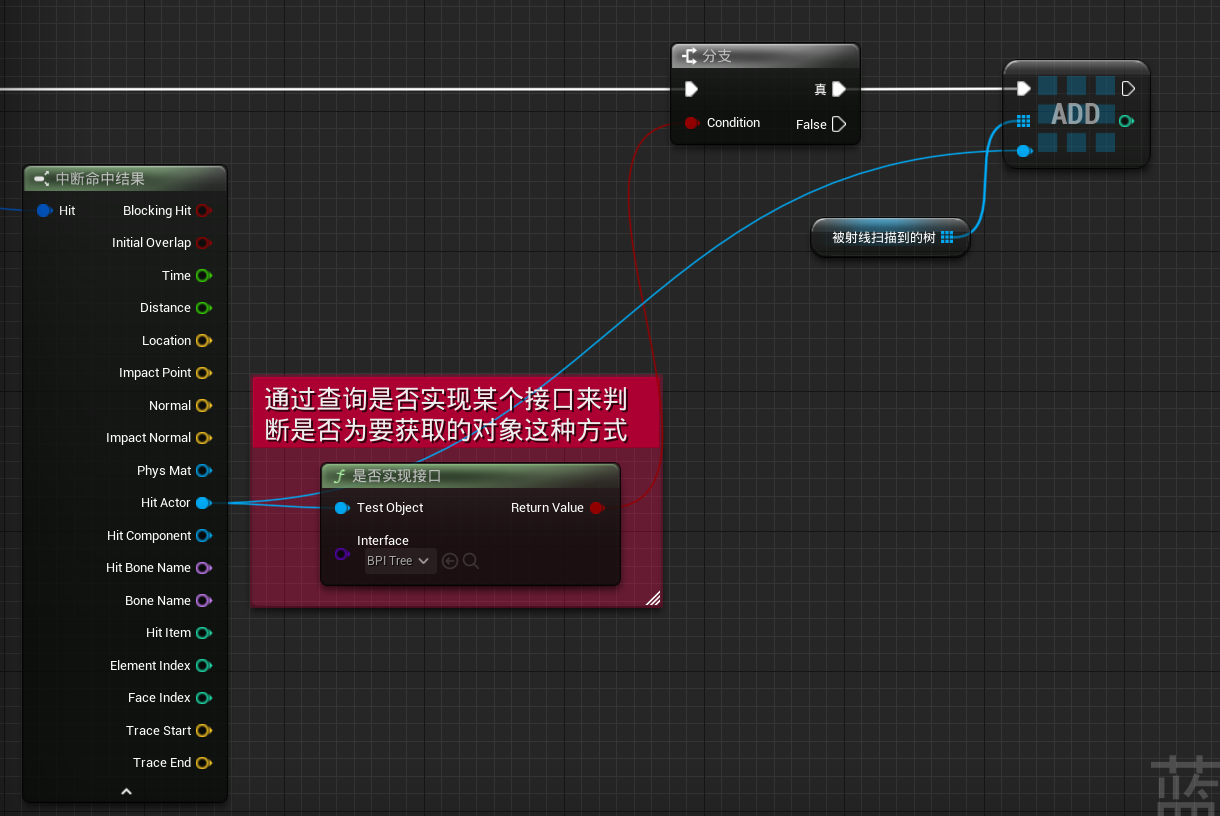 分支
真
Condition
False
ADD
中断命中结果
Hit
Blocking Hit
Initial Overlap
Time
Distance
Location
Impact Point
Normal
Impact Normal
Phys Mat
Hit Actor
Hit Component
Hit Bone Name
Bone Name
Hit Item
Element Index
Face Index
Trace Start
Trace End
被射线扫描到的树
通过查询是否实现某个接口来判
断是否为要获取的对象这种方式
是否实现接口
Test Object
Return Value
Interface
BPI Tree
蓝